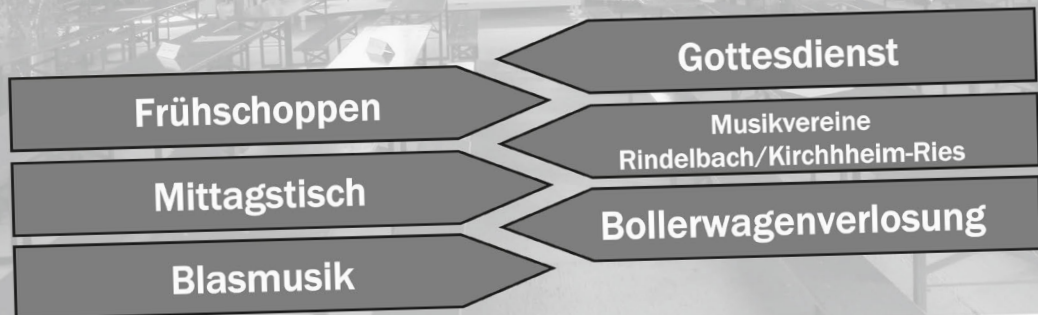 Gottesdienst
Frühschoppen
Musikvereine
Rindelbach/Kirchhheim-Ries
Mittagstisch
Bollerwagenverlosung
Blasmusik